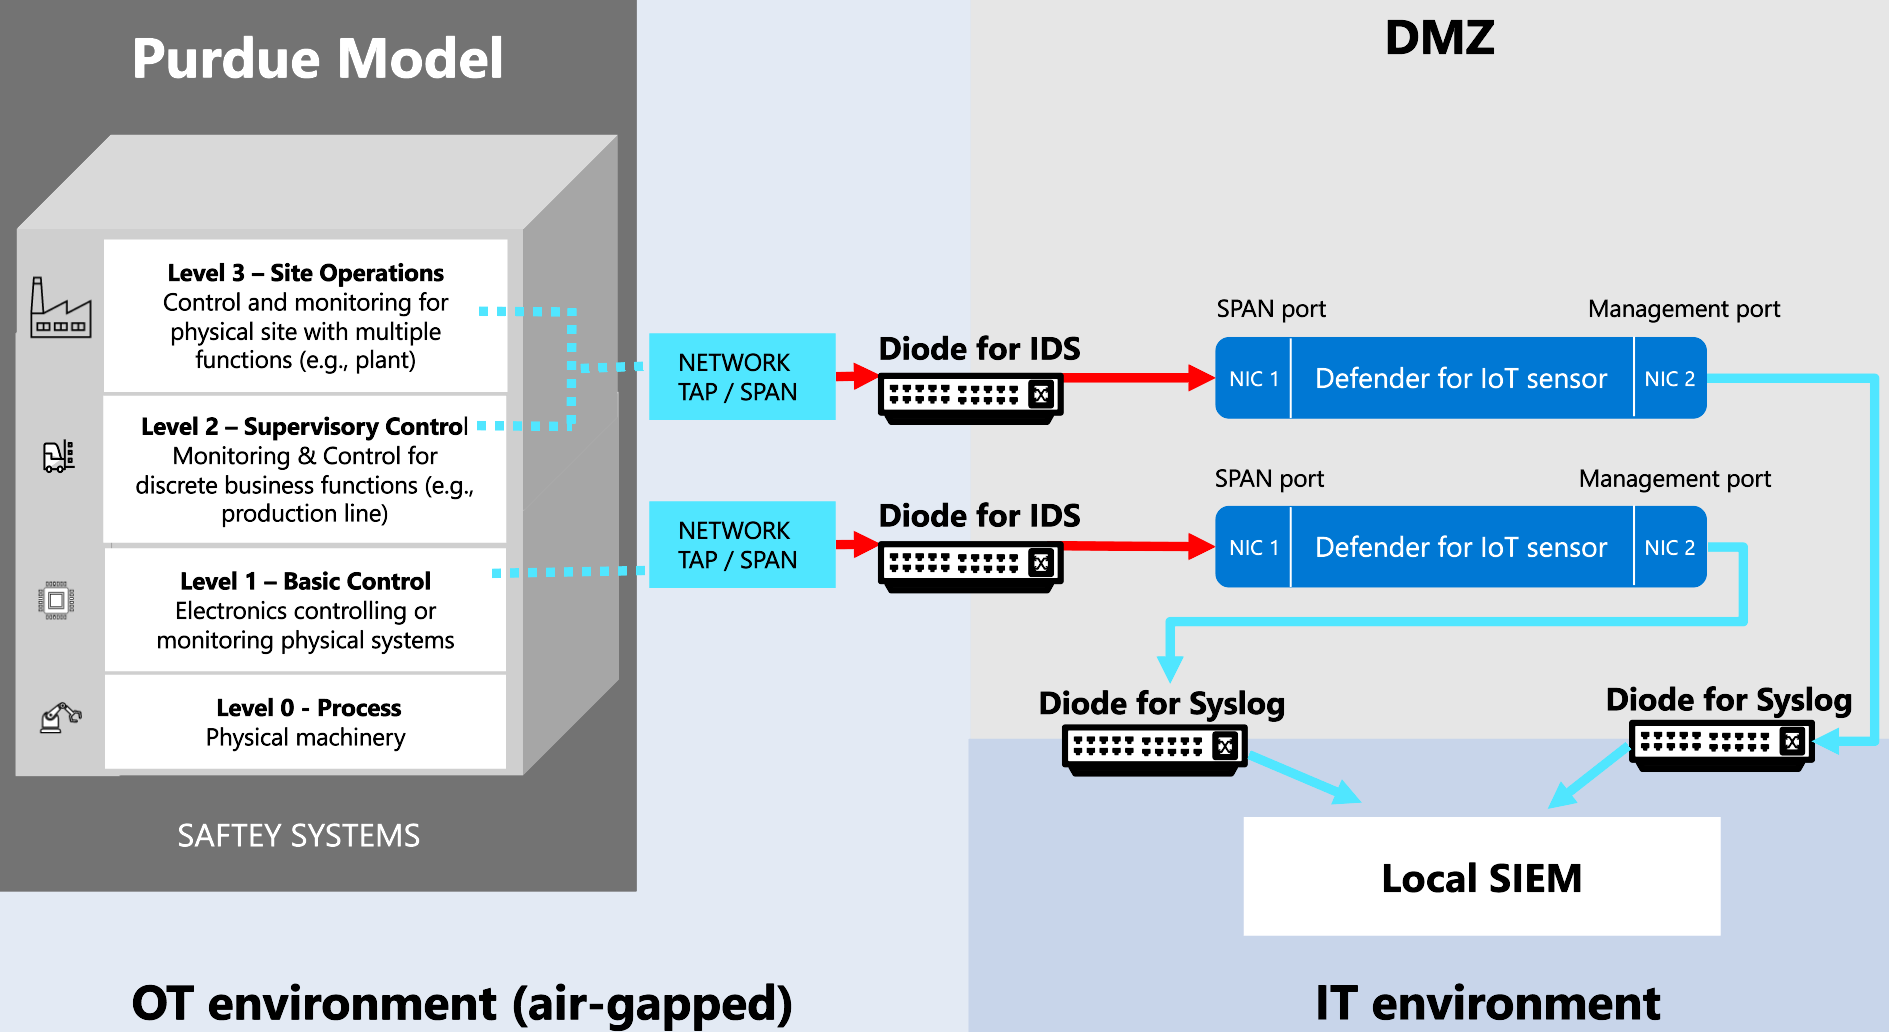 Purdue Model
Level 3 – Site Operations
Control and monitoring for
physical site with multiple
functions (e.g., plant)
Level 2 – Supervisory Control
Monitoring & Control for
discrete business functions (e.g.,
production line)
Level 1 – Basic Control
Electronics controlling or
monitoring physical systems
Level 0 - Process
Physical machinery
SAFTEY SYSTEMS
OT environment (air-gapped)
NETWORK
TAP / SPAN
Diode for IDS
NETWORK
TAP / SPAN
Diode for IDS
DMZ
SPAN port
Management port
NIC 1
Defender for IoT sensor
NIC 2
SPAN port
Management port
NIC 1
Defender for IoT sensor
NIC 2
Diode for Syslog
Diode for Syslog
Local SIEM
IT environment